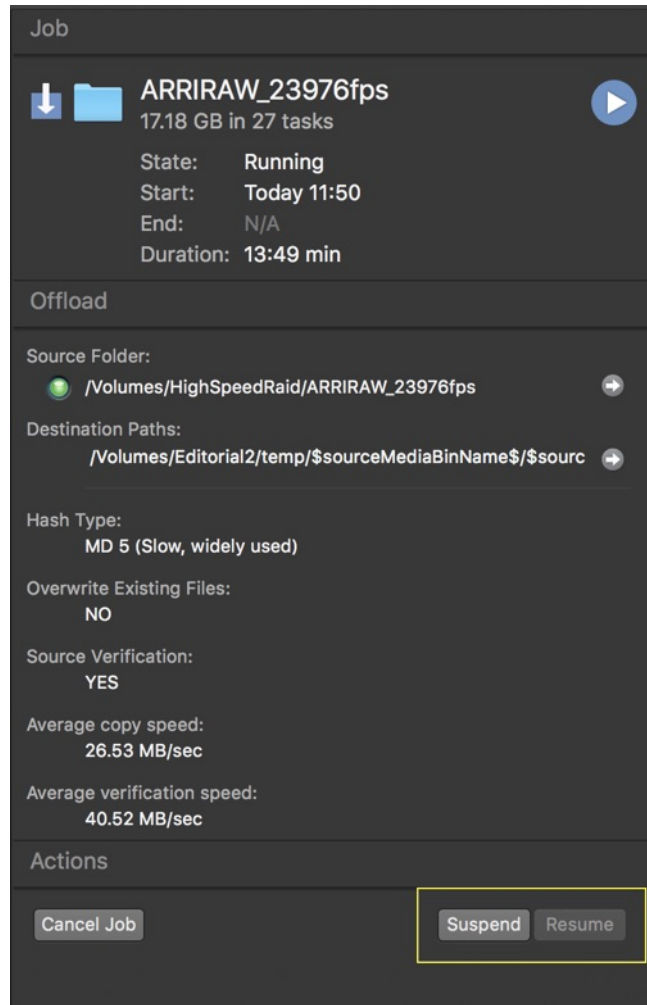 Job
ARRIRAW_23976fps
17.18 GB in 27 tasks
State: Running
Start: Today 11:50
End: N/A
Duration: 13:49 min
Offload
Source Folder:
/Volumes/HighSpeedRaid/ARRIRAW_23976fps
Destination Paths:
/Volumes/Editorial2/temp/$sourceMediaBinName$/$sourc
Hash Type:
MD 5 (Slow, widely used)
Overwrite Existing Files:
NO
Source Verification:
YES
Average copy speed:
26.53 MB/sec
Average verification speed:
40.52 MB/sec
Actions
Cancel Job Suspend Resume